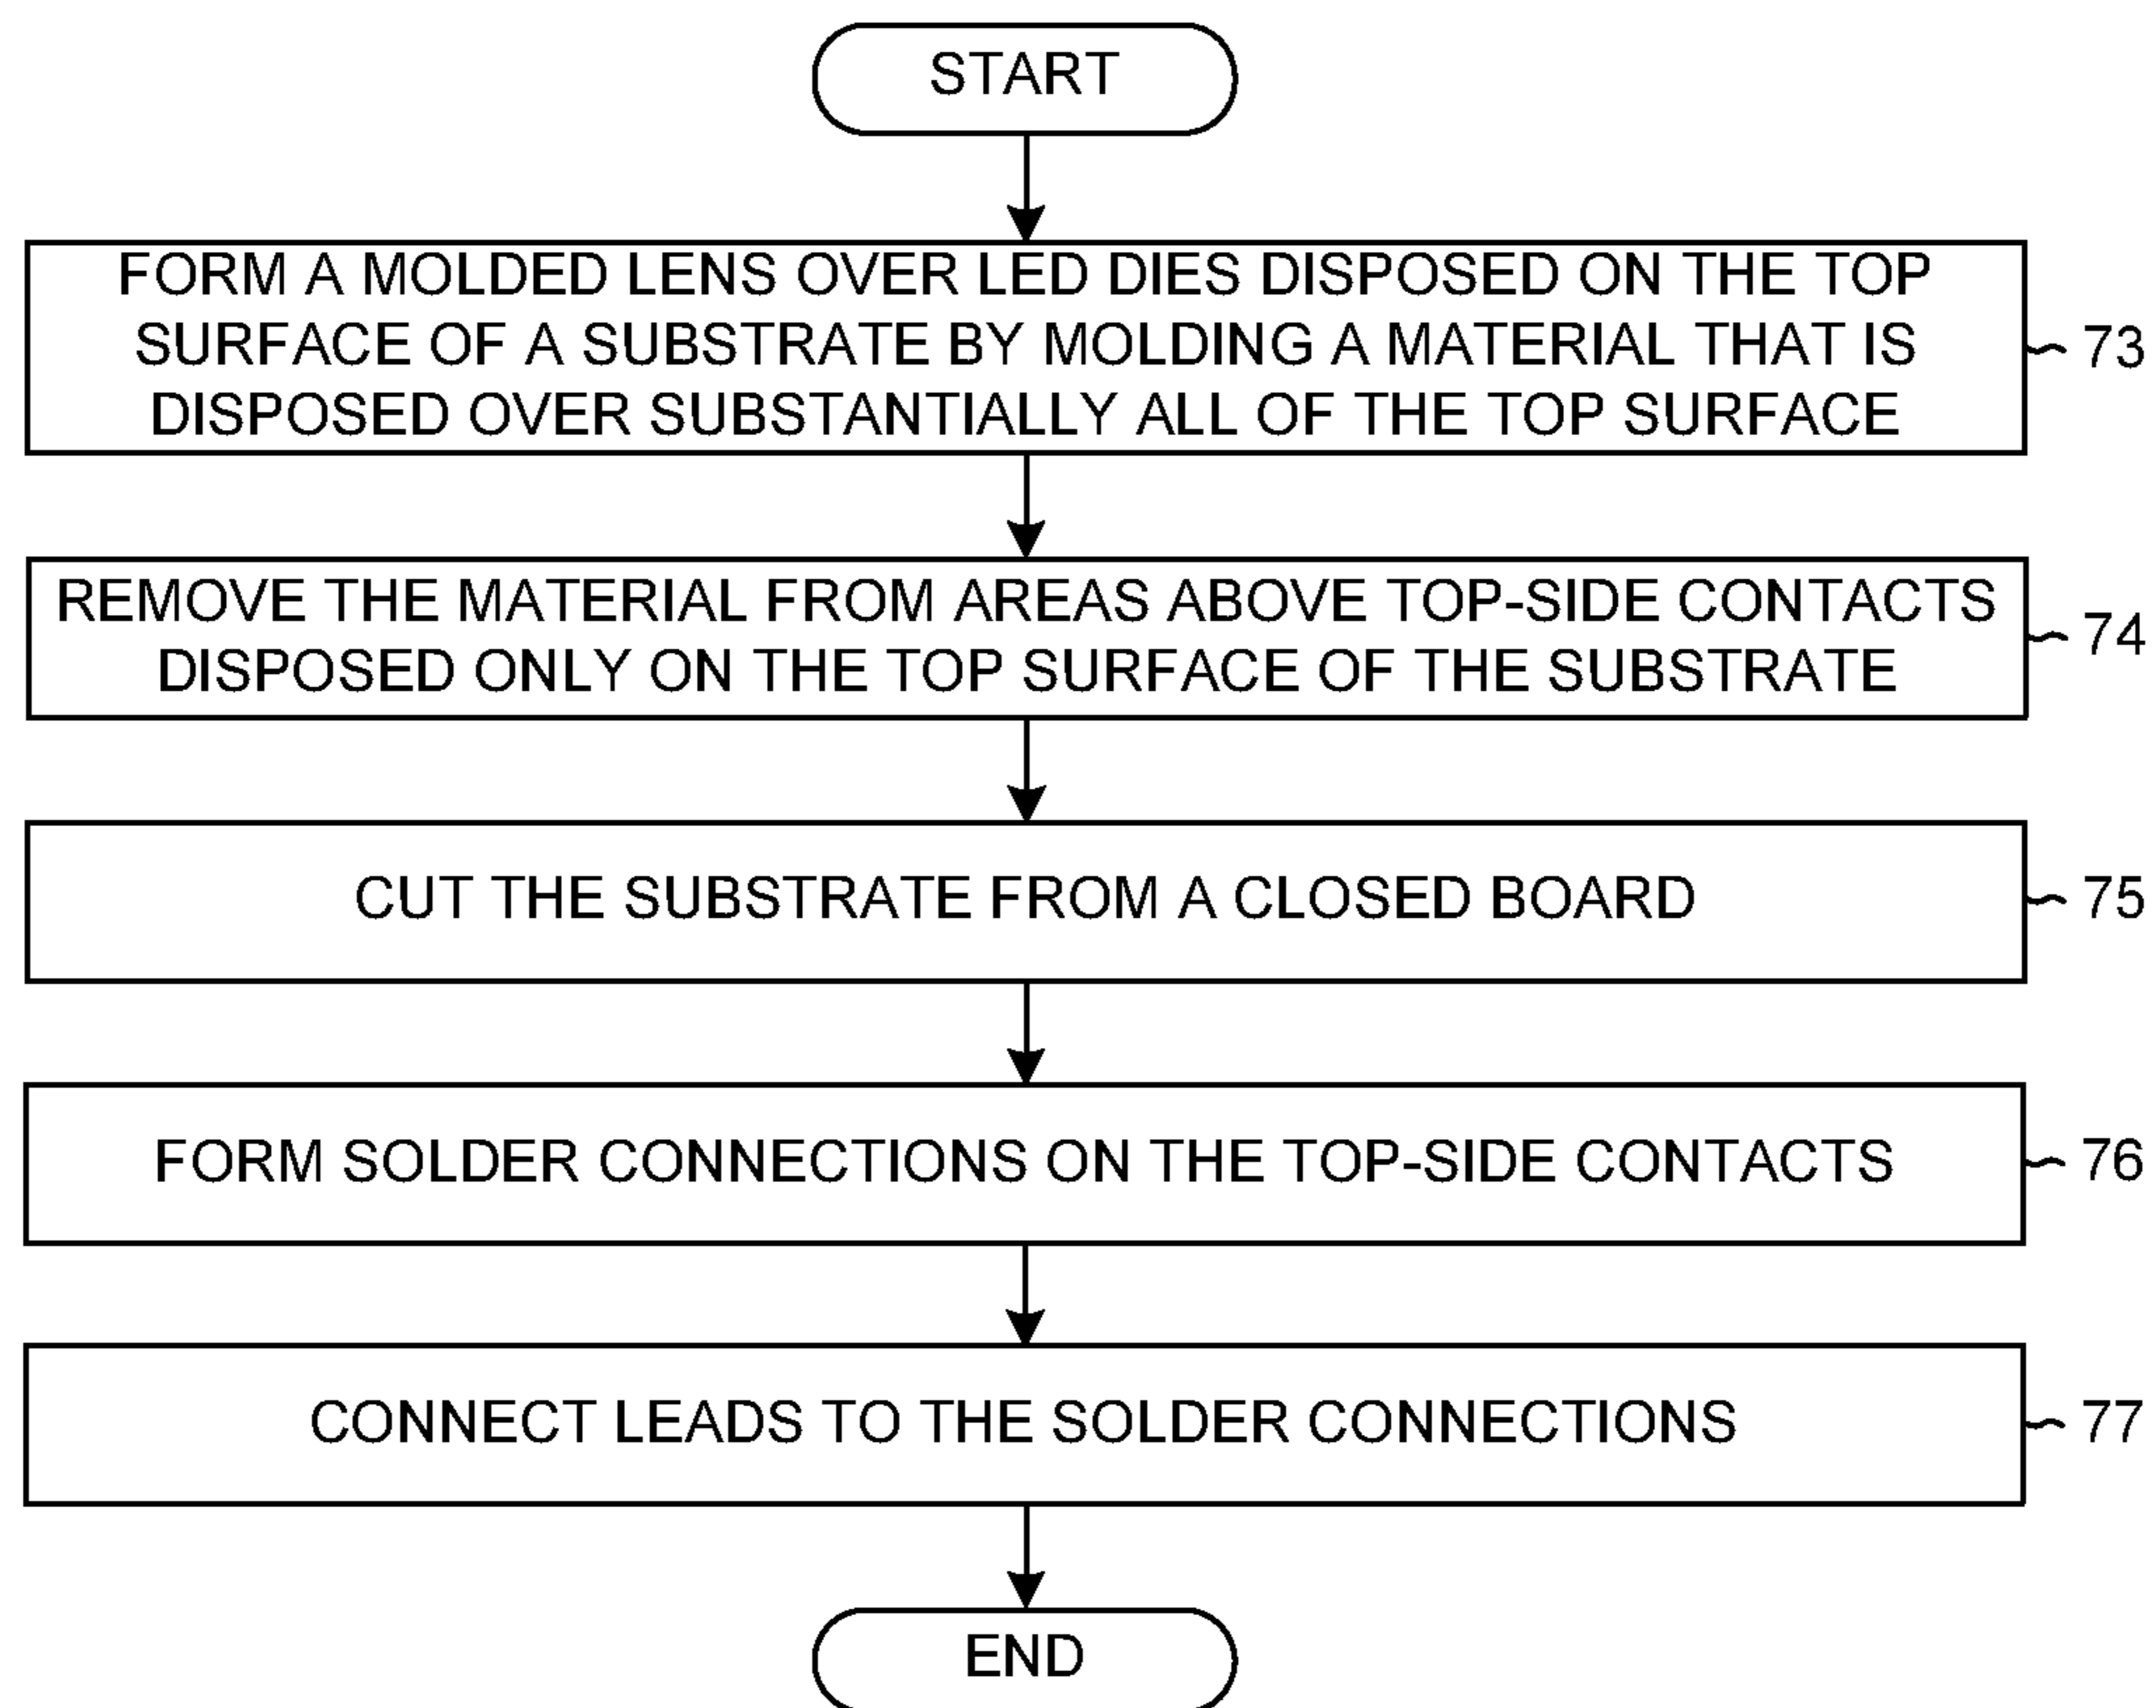 START
FORM A MOLDED LENS OVER LED DIES DISPOSED ON THE TOP
SURFACE OF A SUBSTRATE BY MOLDING A MATERIAL THAT IS
DISPOSED OVER SUBSTANTIALLY ALL OF THE TOP SURFACE
73
REMOVE THE MATERIAL FROM AREAS ABOVE TOP-SIDE CONTACTS
DISPOSED ONLY ON THE TOP SURFACE OF THE SUBSTRATE
74
CUT THE SUBSTRATE FROM A CLOSED BOARD
75
FORM SOLDER CONNECTIONS ON THE TOP-SIDE CONTACTS
76
CONNECT LEADS TO THE SOLDER CONNECTIONS
77
END